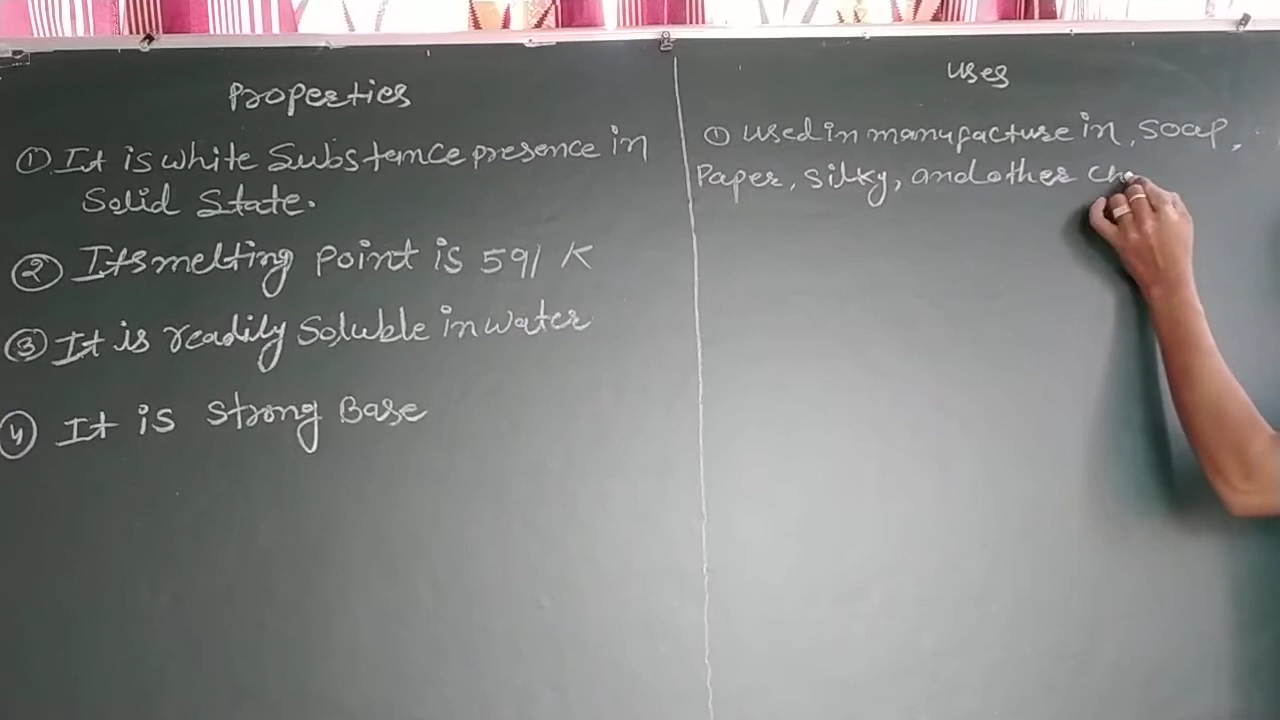 Properties
① It is white Substemce presence in
Solid State.
② Its melting point is 591 K
③ It is readily Soluble in water
④ It is strong Base
uses
① used in manufacture in, soap,
Paper, silky, and other che